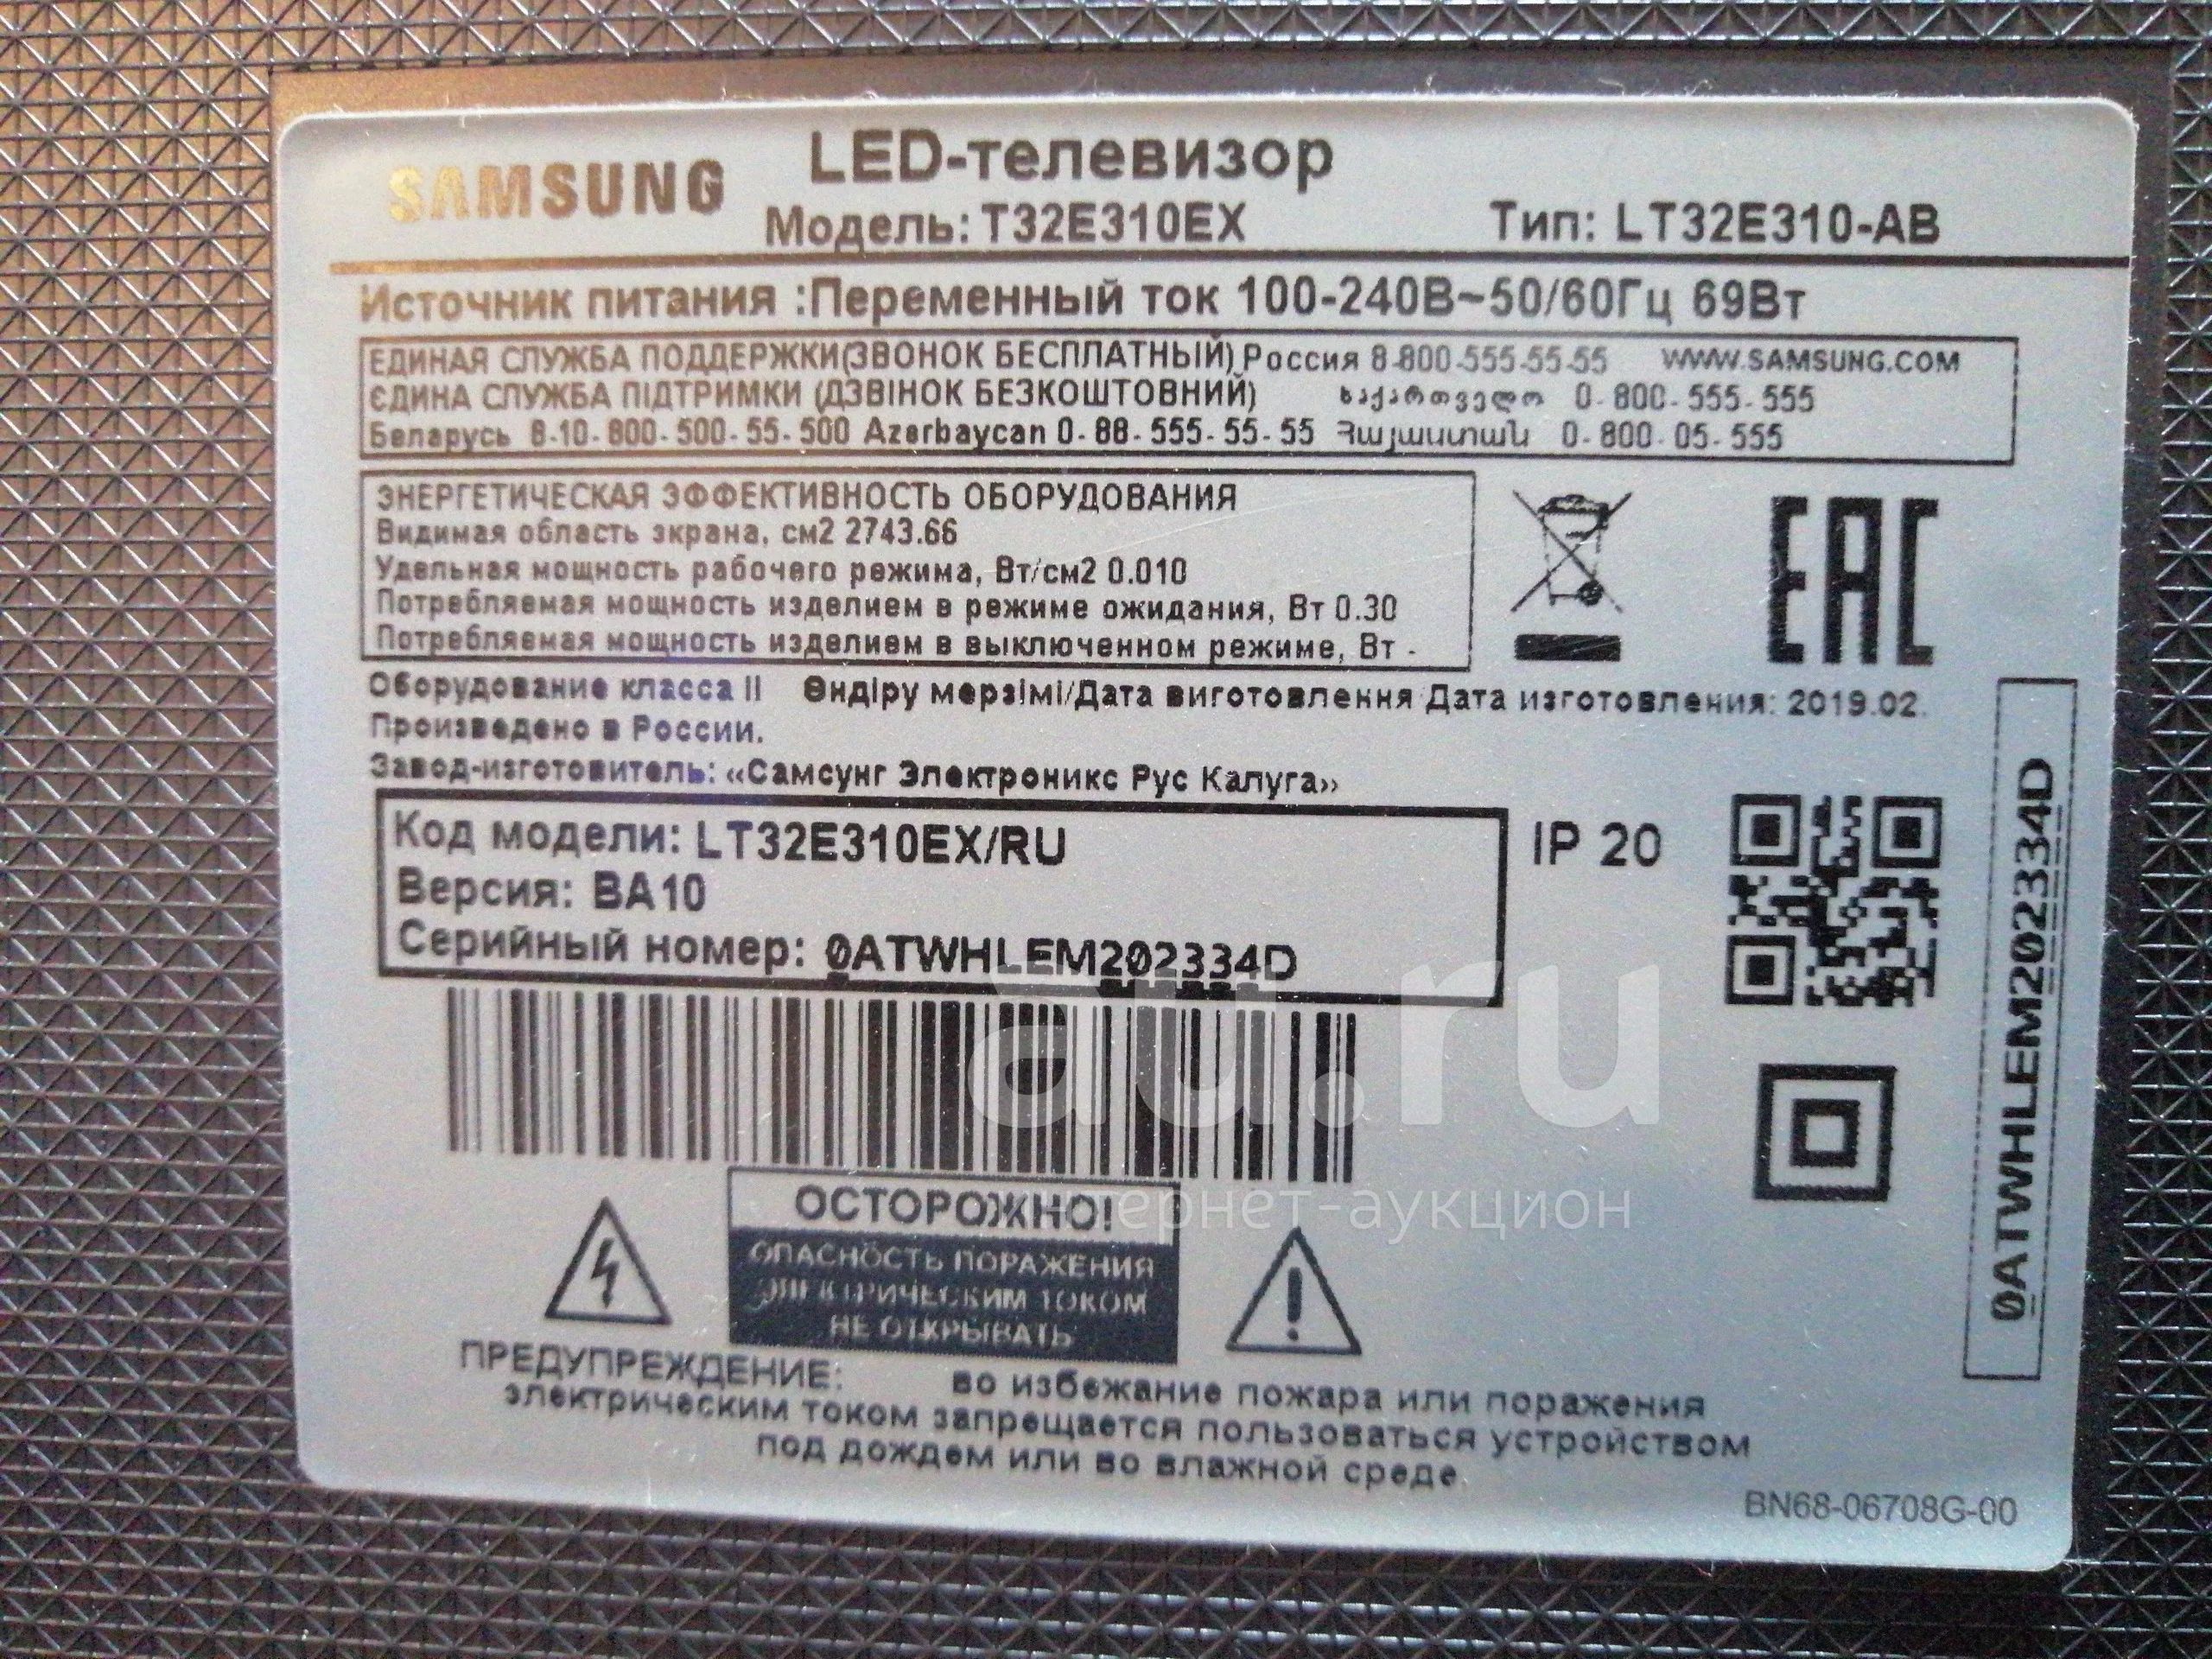 SAMSUNG
LED-телевизор
Модель: T32E310EX Тип: LT32E310-AB
Источник питания :Переменный ток 100-240В~50/60Гц 69Вт
ЕДИНАЯ СЛУЖБА ПОДДЕРЖКИ(ЗВОНОК БЕСПЛАТНЫЙ) Россия 8-800-555-55-55 WWW.SAMSUNG.COM
ЄДИНА СЛУЖБА ПІДТРИМКИ (ДЗВІНОК БЕЗКОШТОВНИЙ) საქართველო 0-800-555-555
Беларусь 8-10-800-500-55-500 Azerbaycan 0-88-555-55-55 Հայաստան 0-800-05-555
ЭНЕРГЕТИЧЕСКАЯ ЭФФЕКТИВНОСТЬ ОБОРУДОВАНИЯ
Видимая область экрана, см2 2743.66
Удельная мощность рабочего режима, Вт/см2 0.010
Потребляемая мощность изделием в режиме ожидания, Вт 0.30
Потребляемая мощность изделием в выключенном режиме, Вт -
EAC
Оборудование класса II Өндіру мерзімі/Дата виготовлення Дата изготовления: 2019.02.
Произведено в России.
Завод-изготовитель: «Самсунг Электроникс Рус Калуга»
Код модели: LT32E310EX/RU
Версия: BA10
Серийный номер: 0ATWHLEM202334D
IP 20
0ATWHLEM202334D
au.ru
интернет-аукцион
ОСТОРОЖНО!
ОПАСНОСТЬ ПОРАЖЕНИЯ
ЭЛЕКТРИЧЕСКИМ ТОКОМ
НЕ ОТКРЫВАТЬ
ПРЕДУПРЕЖДЕНИЕ: во избежание пожара или поражения
электрическим током запрещается пользоваться устройством
под дождем или во влажной среде.
BN68-06708G-00